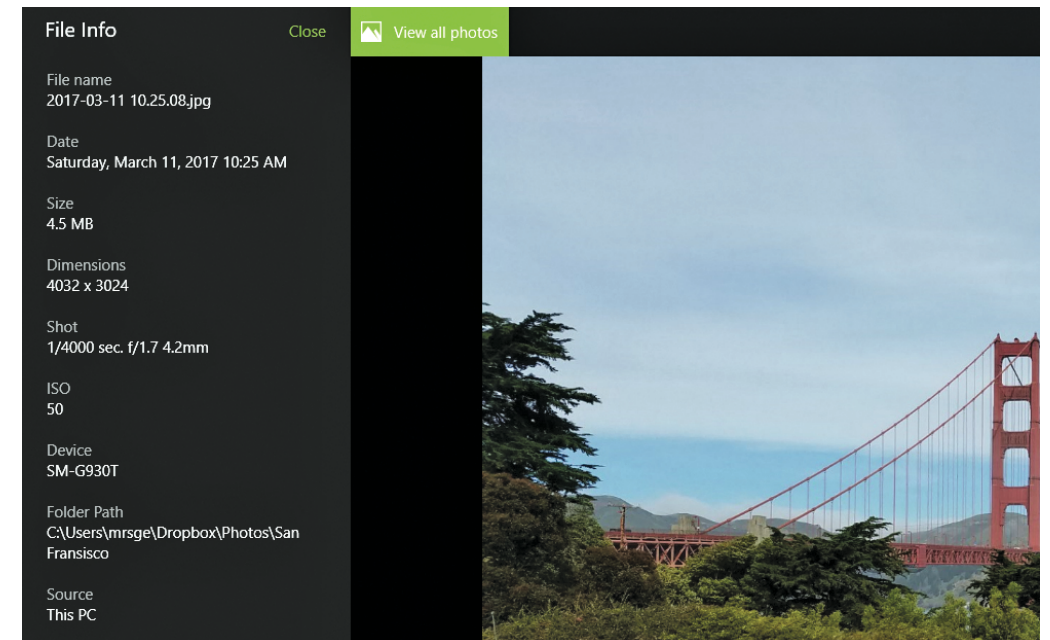 File Info
Close
View all photos
File name
2017-03-11 10.25.08.jpg
Date
Saturday, March 11, 2017 10:25 AM
Size
4.5 MB
Dimensions
4032 x 3024
Shot
1/4000 sec. f/1.7 4.2mm
ISO
50
Device
SM-G930T
Folder Path
C:\Users\mrsge\Dropbox\Photos\San
Fransisco
Source
This PC